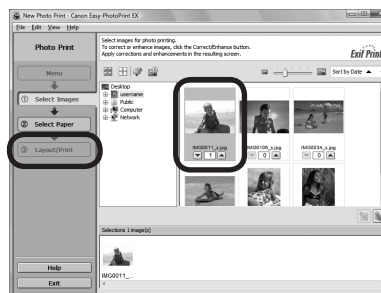 New Photo Print - Canon Easy-PhotoPrint EX
File Edit View Help
Photo Print
Select images for photo printing.
To correct or enhance images, click the Correct/Enhance button.
Apply corrections and enhancements in the resulting screen.
Exif Print
Menu
Sort by Date
① Select Images
② Select Paper
③ Layout/Print
Desktop
username
Public
Computer
Network
IMG0011_s.jpg
IMG0108_s.jpg
IMG0034_s.jpg
1
0
0
Selections 1 image(s)
IMG0011_...
Help
Exit